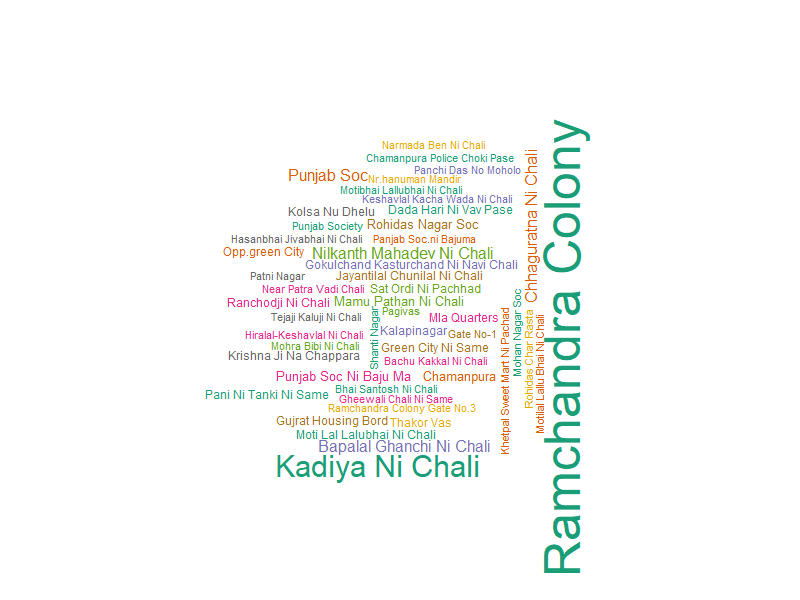 Narmada Ben Ni Chali
Chamanpura Police Choki Pase
Panchi Das No Moholo
Punjab Soc
Nr.hanuman Mandir
Motibhai Lallubhai Ni Chali
Keshavlal Kacha Wada Ni Chali
Kolsa Nu Dhelu
Dada Hari Ni Vav Pase
Punjab Society
Rohidas Nagar Soc
Hasanbhai Jivabhai Ni Chali
Panjab Soc.ni Bajuma
Opp.green City
Nilkanth Mahadev Ni Chali
Gokulchand Kasturchand Ni Navi Chali
Patni Nagar
Jayantilal Chunilal Ni Chali
Near Patra Vadi Chali
Sat Ordi Ni Pachhad
Ranchodji Ni Chali
Mamu Pathan Ni Chali
Tejaji Kaluji Ni Chali
Shanti Nagar
Pagivas
Mla Quarters
Hiralal-Keshavlal Ni Chali
Kalapinagar
Gate No-1
Mohra Bibi Ni Chali
Green City Ni Same
Krishna Ji Na Chappara
Bachu Kakkal Ni Chali
Punjab Soc Ni Baju Ma
Chamanpura
Pani Ni Tanki Ni Same
Bhai Santosh Ni Chali
Gheewali Chali Ni Same
Ramchandra Colony Gate No.3
Gujrat Housing Bord
Thakor Vas
Moti Lal Lalubhai Ni Chali
Bapalal Ghanchi Ni Chali
Kadiya Ni Chali
Khetpal Sweet Mart Ni Pachad
Mohan Nagar Soc
Rohidas Char Rasta
Chhaguratna Ni Chali
Motilal Lallu Bhai Ni Chali
Ramchandra Colony